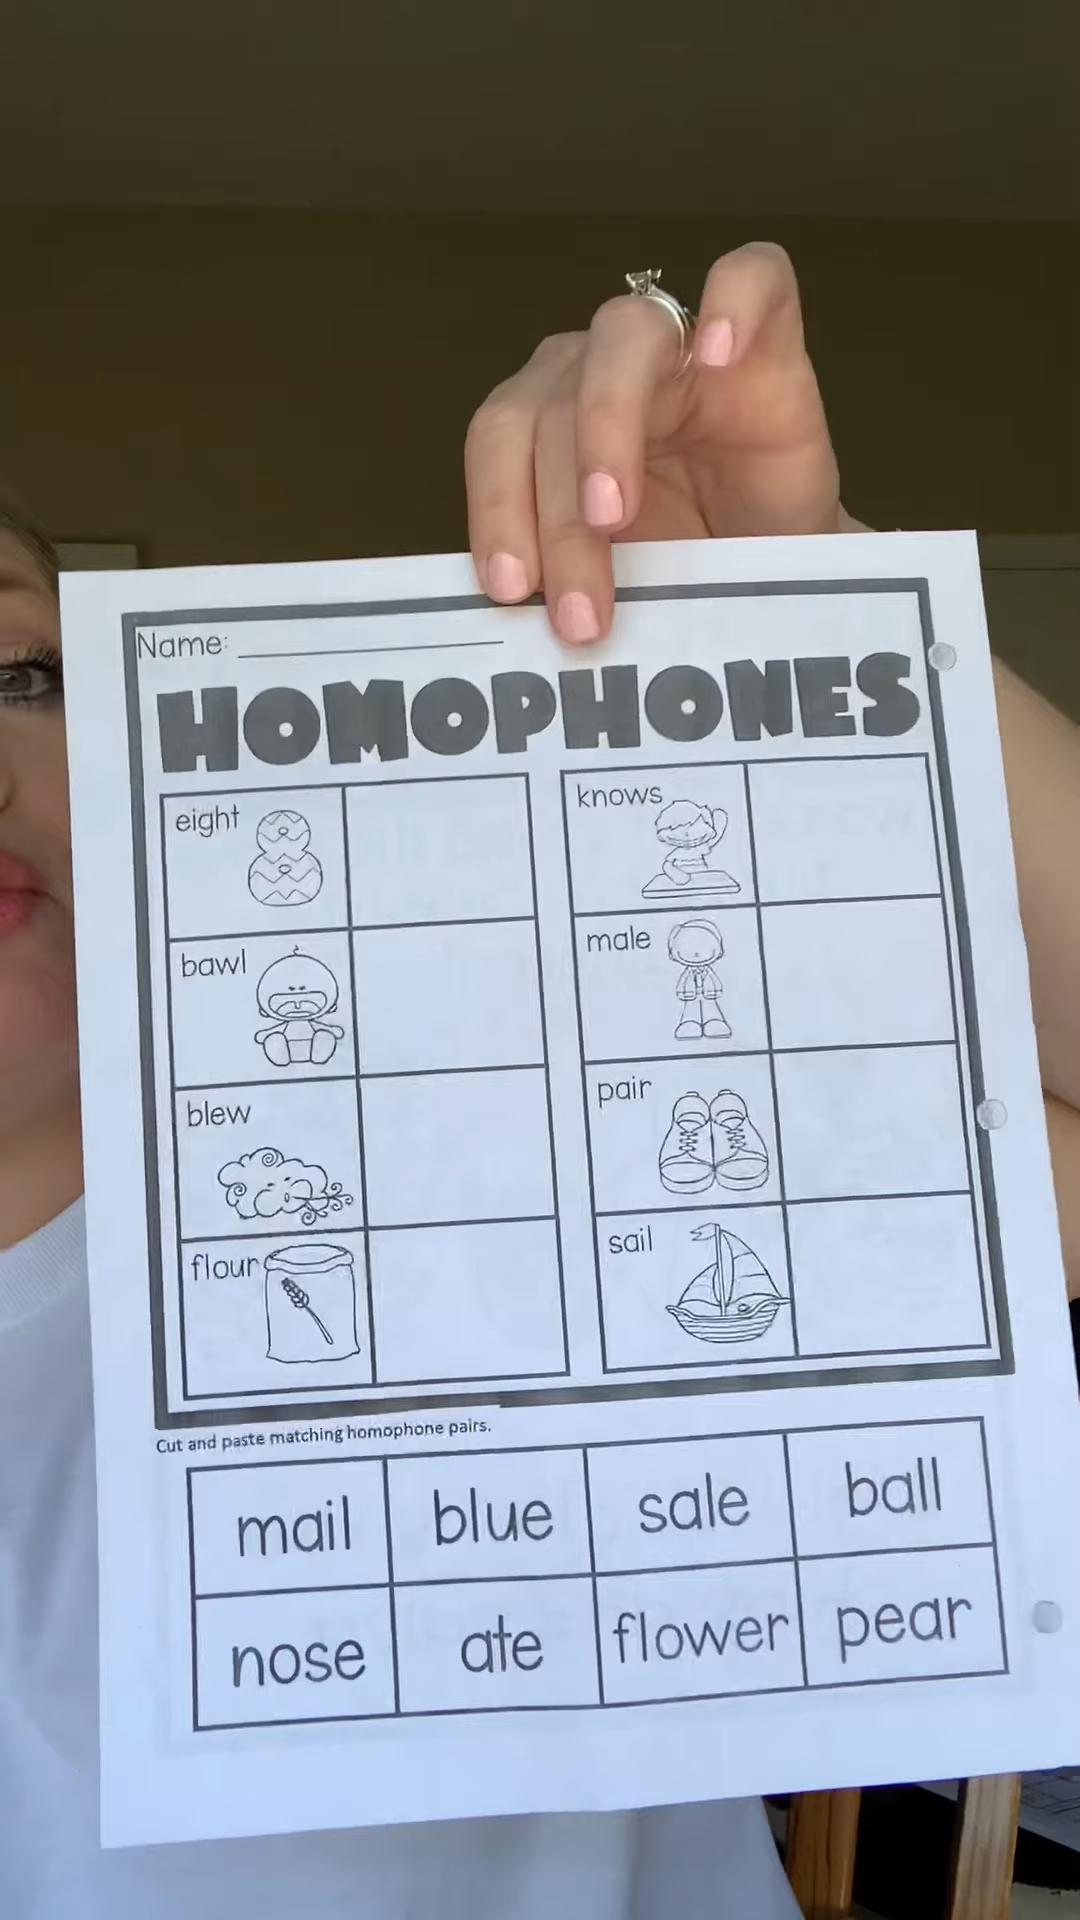 Name:
HOMOPHONES
eight
knows
bawl
male
blew
pair
flour
sail
Cut and paste matching homophone pairs.
mail blue sale ball
nose ate flower pear